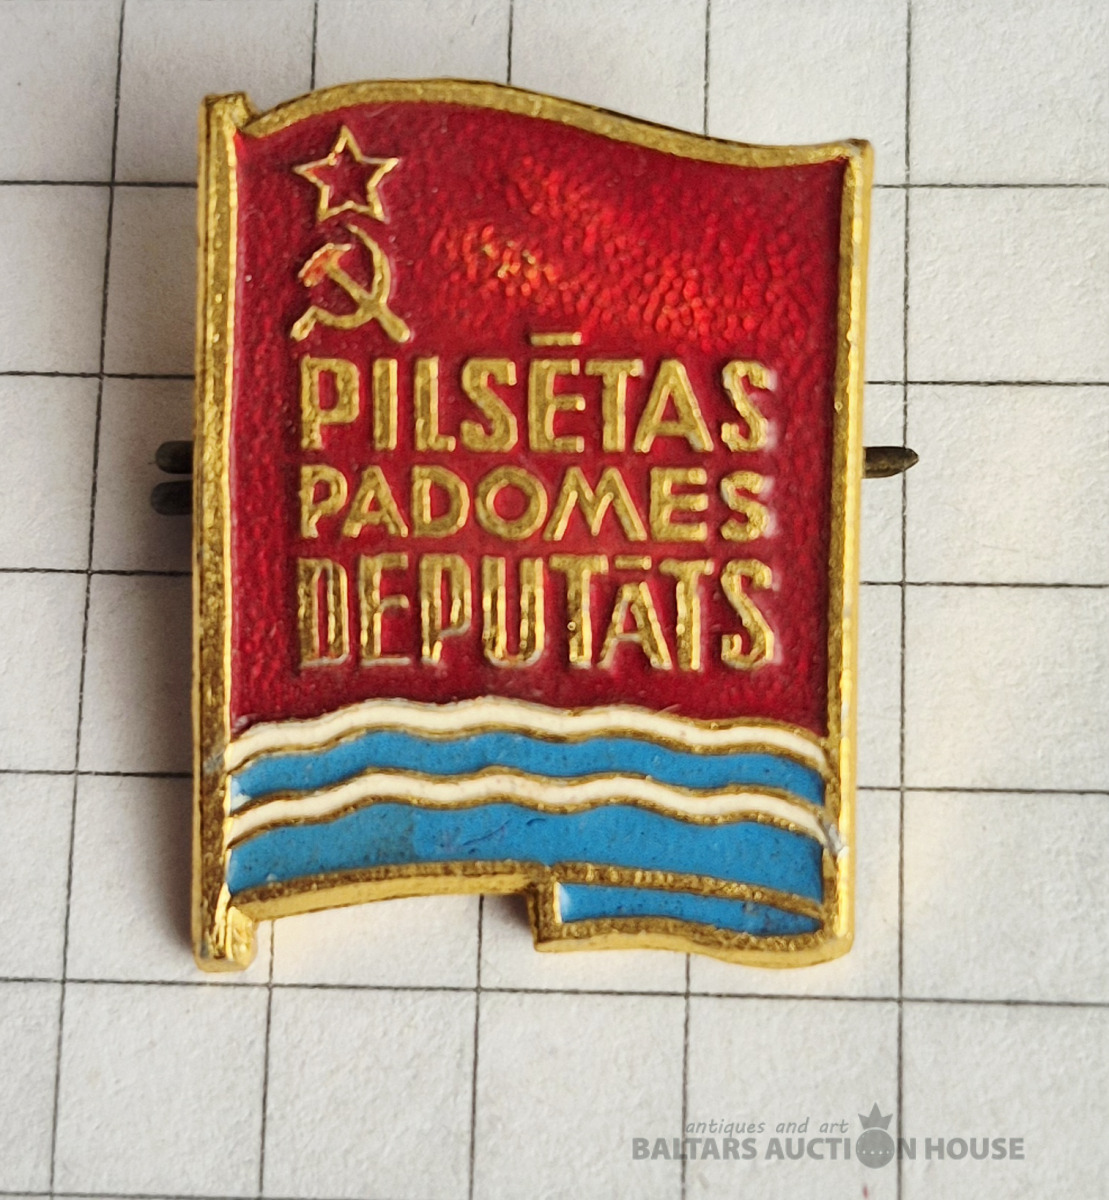 PILSĒTAS
PADOMES
DEPUTĀTS
antiques and art
BALTARS AUCTION HOUSE